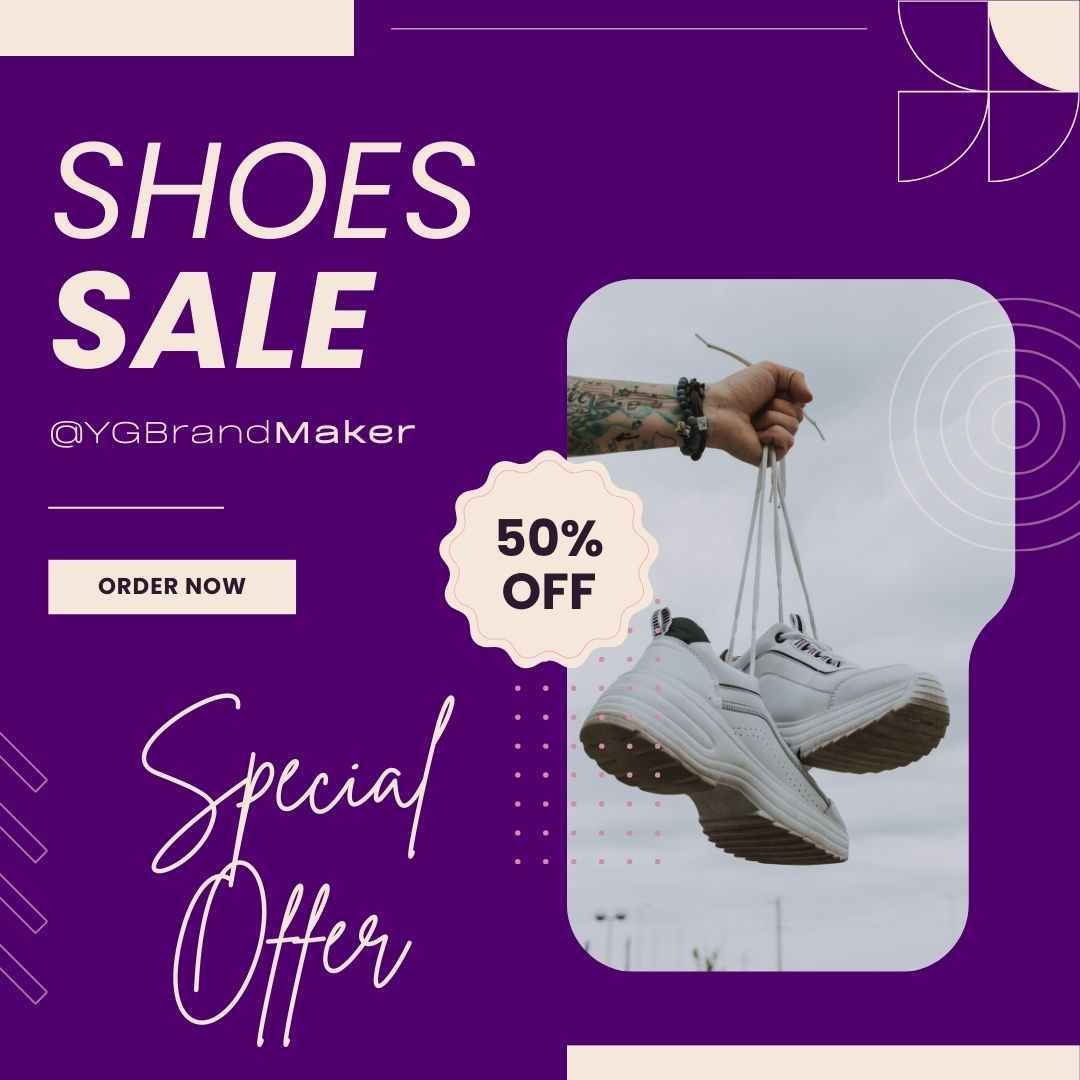 SHOES
SALE
@YGBrandMaker
50%
OFF
ORDER NOW
Special
Offer